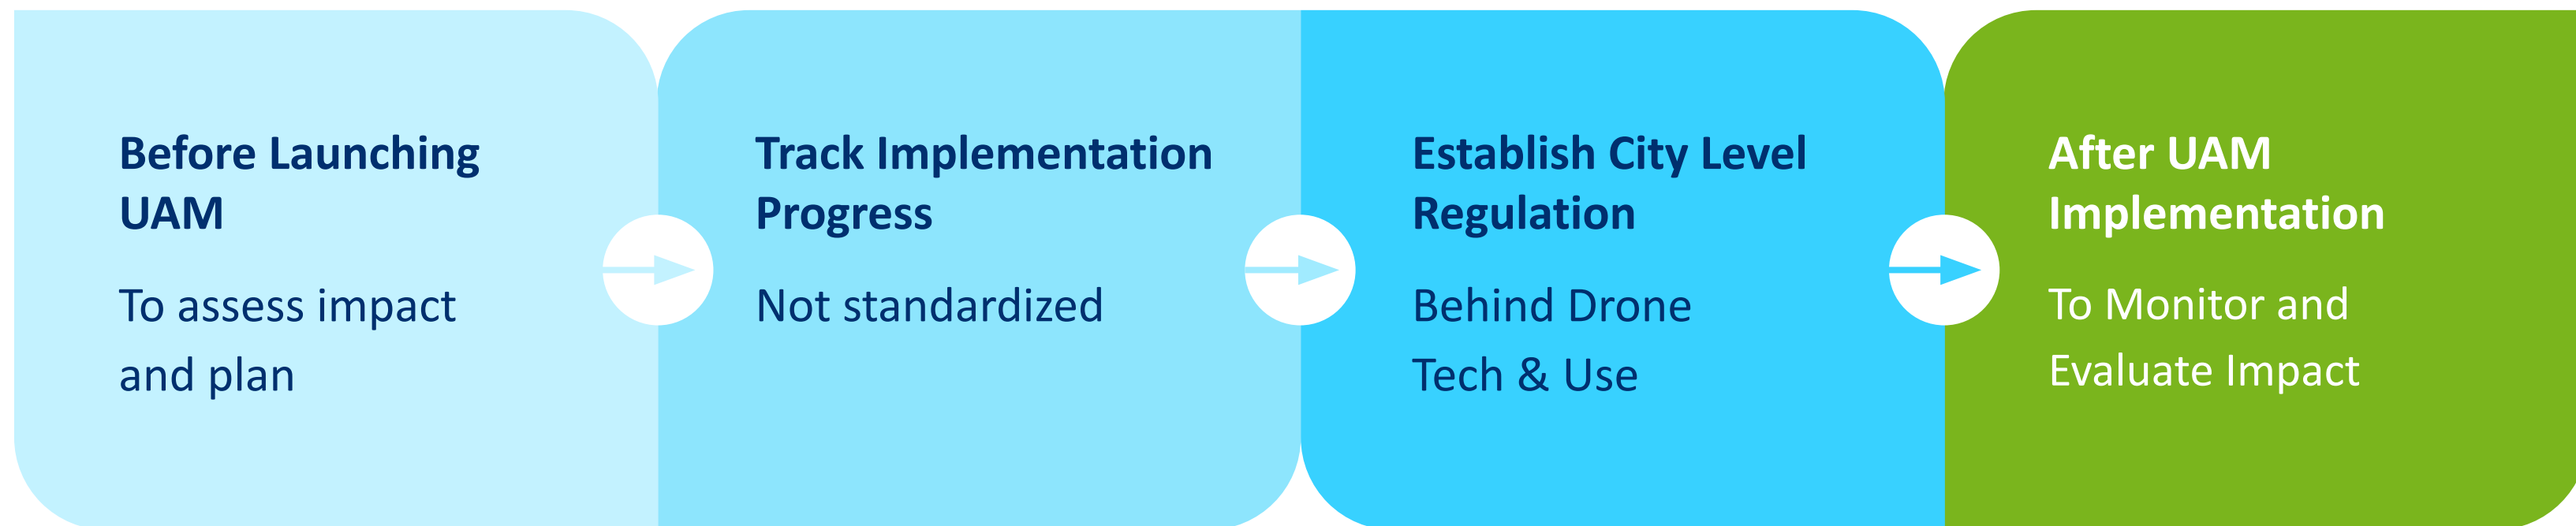 Before Launching
UAM
To assess impact
and plan
Track Implementation
Progress
Not standardized
Establish City Level
Regulation
Behind Drone
Tech & Use
After UAM
Implementation
To Monitor and
Evaluate Impact